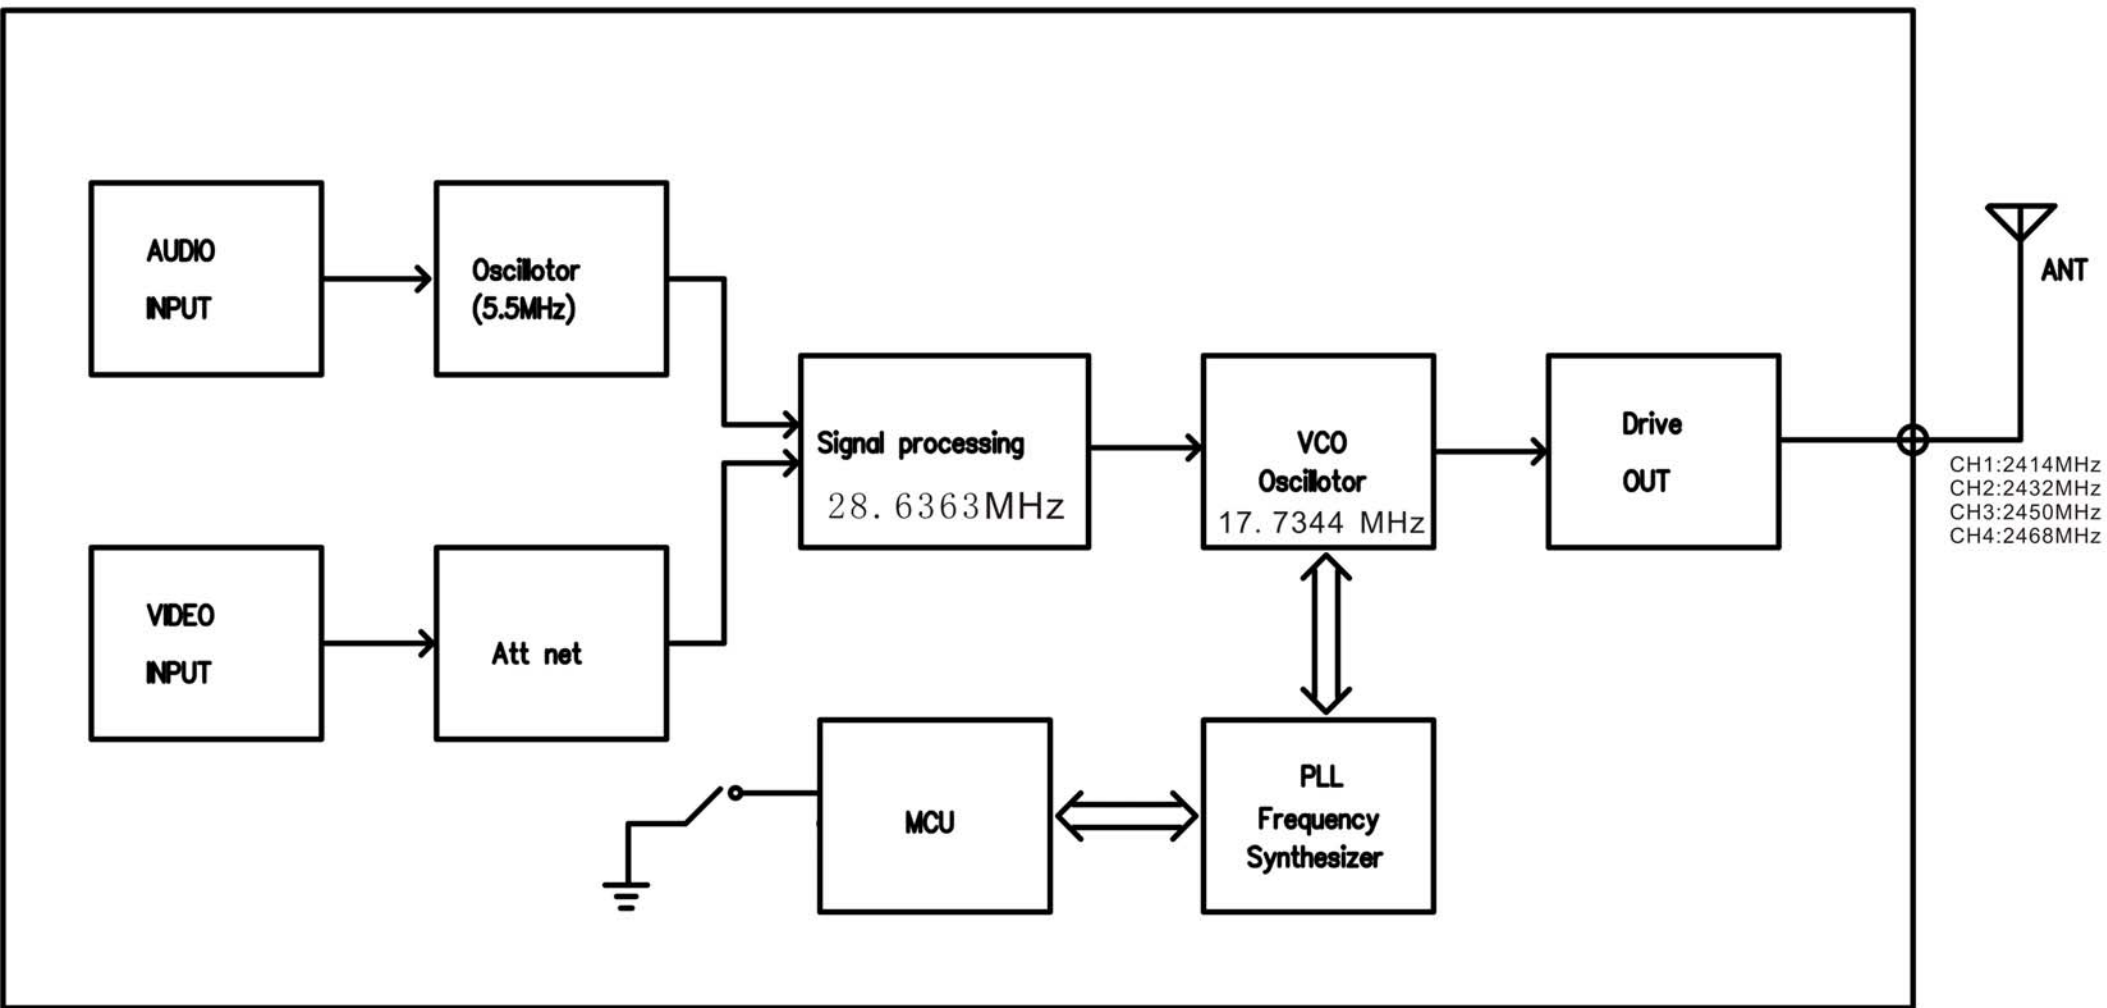 AUDIO
INPUT
Oscillotor
(5.5MHz)
ANT
Signal processing
28.6363MHz
VCO
Oscillotor
17.7344 MHz
Drive
OUT
CH1:2414MHz
CH2:2432MHz
CH3:2450MHz
CH4:2468MHz
VIDEO
INPUT
Att net
MCU
PLL
Frequency
Synthesizer